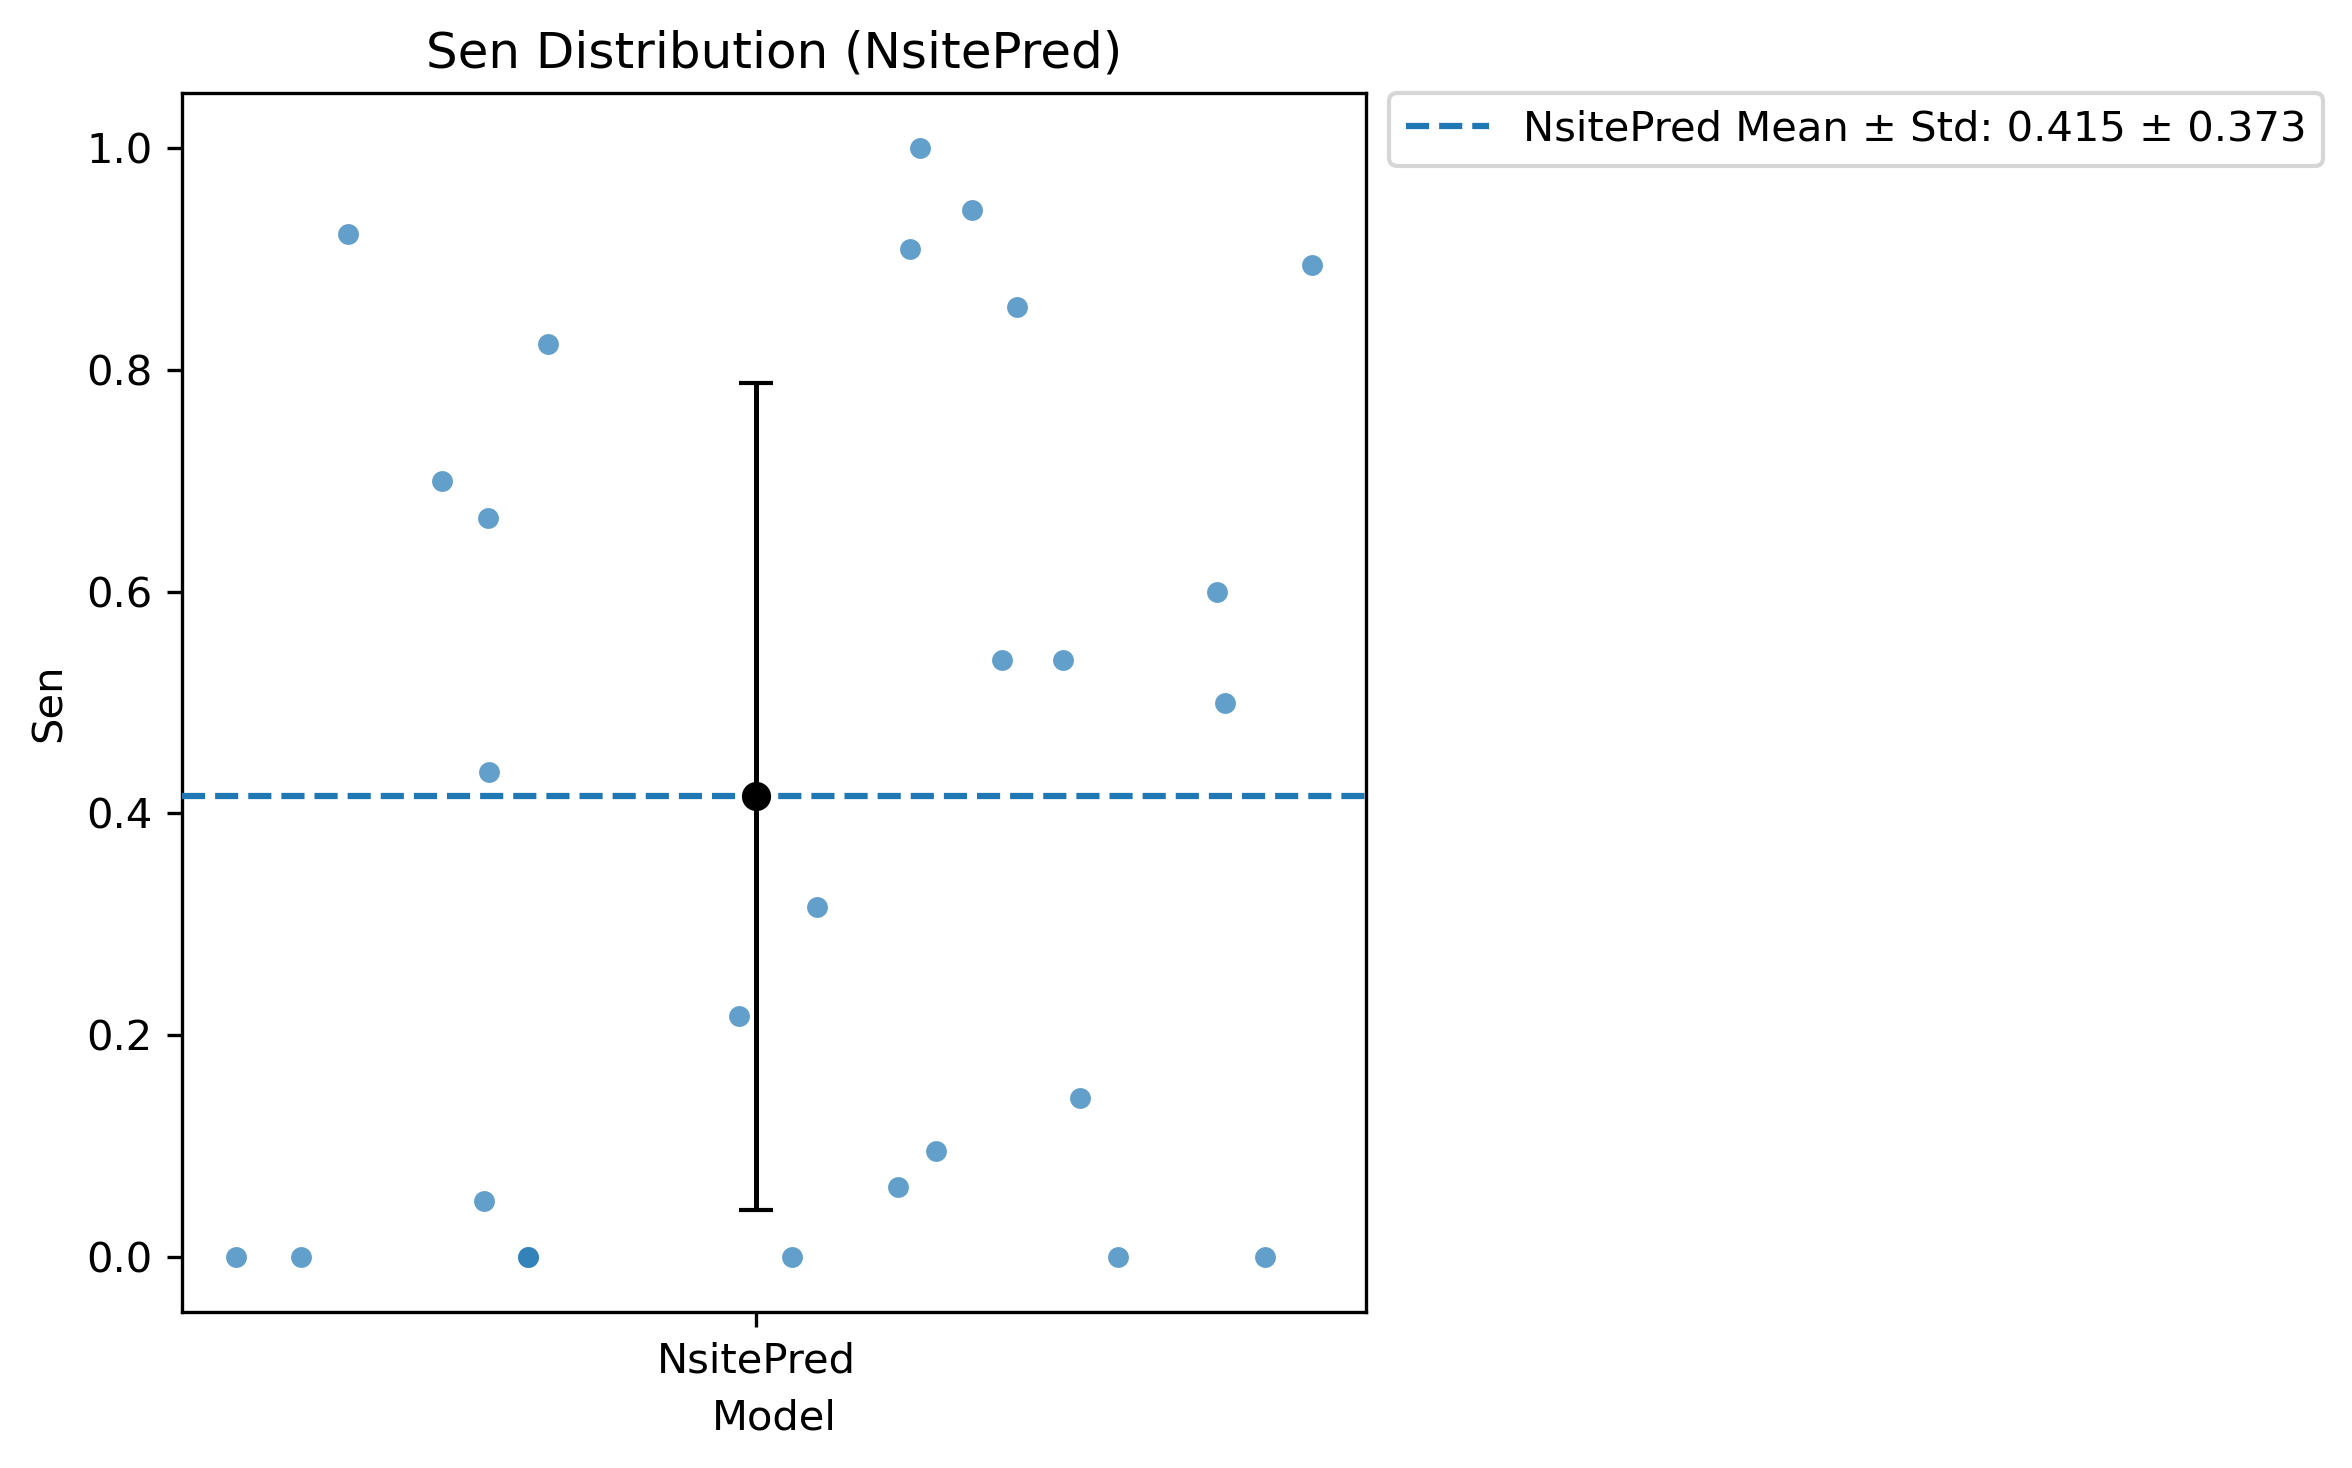 Sen Distribution (NsitePred)
NsitePred Mean ± Std: 0.415 ± 0.373
1.0
0.8
0.6
0.4
0.2
0.0
Sen
NsitePred
Model